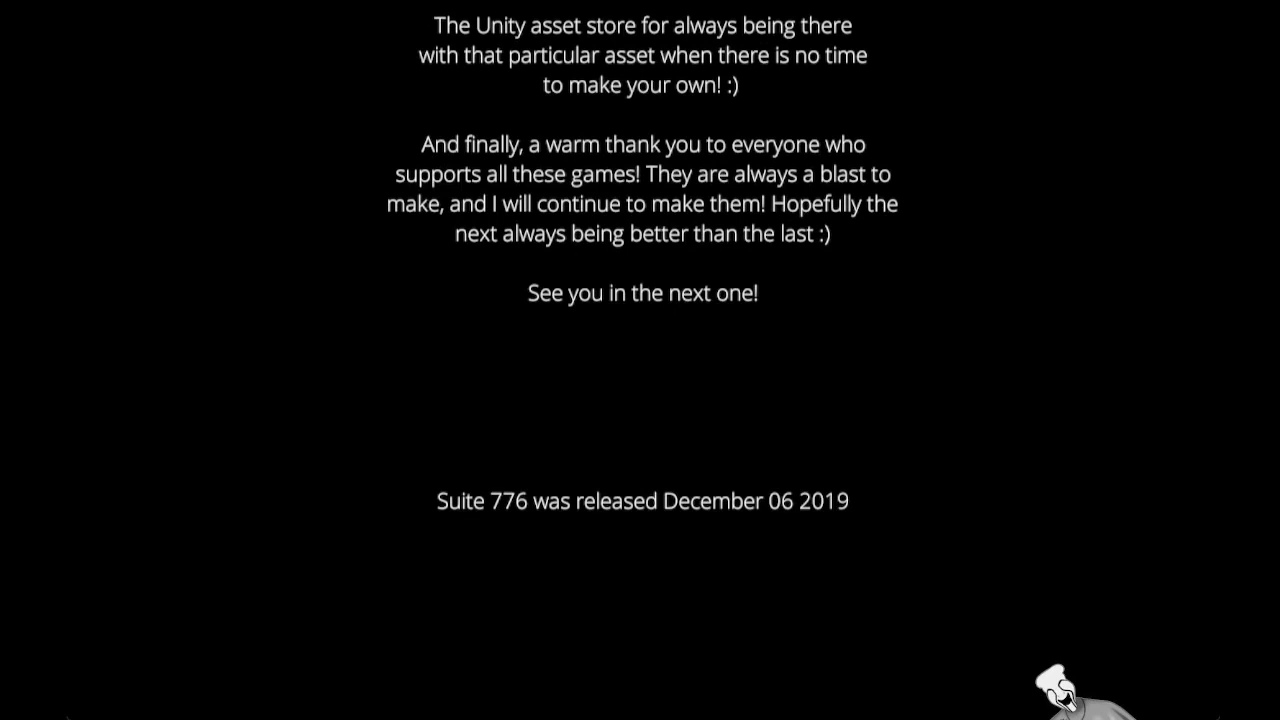 The Unity asset store for always being there
with that particular asset when there is no time
to make your own! :)
And finally, a warm thank you to everyone who
supports all these games! They are always a blast to
make, and I will continue to make them! Hopefully the
next always being better than the last :)
See you in the next one!
Suite 776 was released December 06 2019